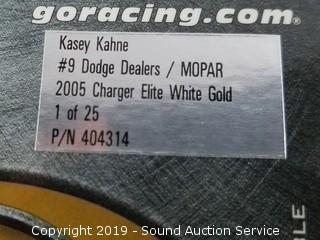 goracing.com®
Kasey Kahne
#9 Dodge Dealers / MOPAR
2005 Charger Elite White Gold
1 of 25
P/N 404314
BLE
Copyright 2019 - Sound Auction Service